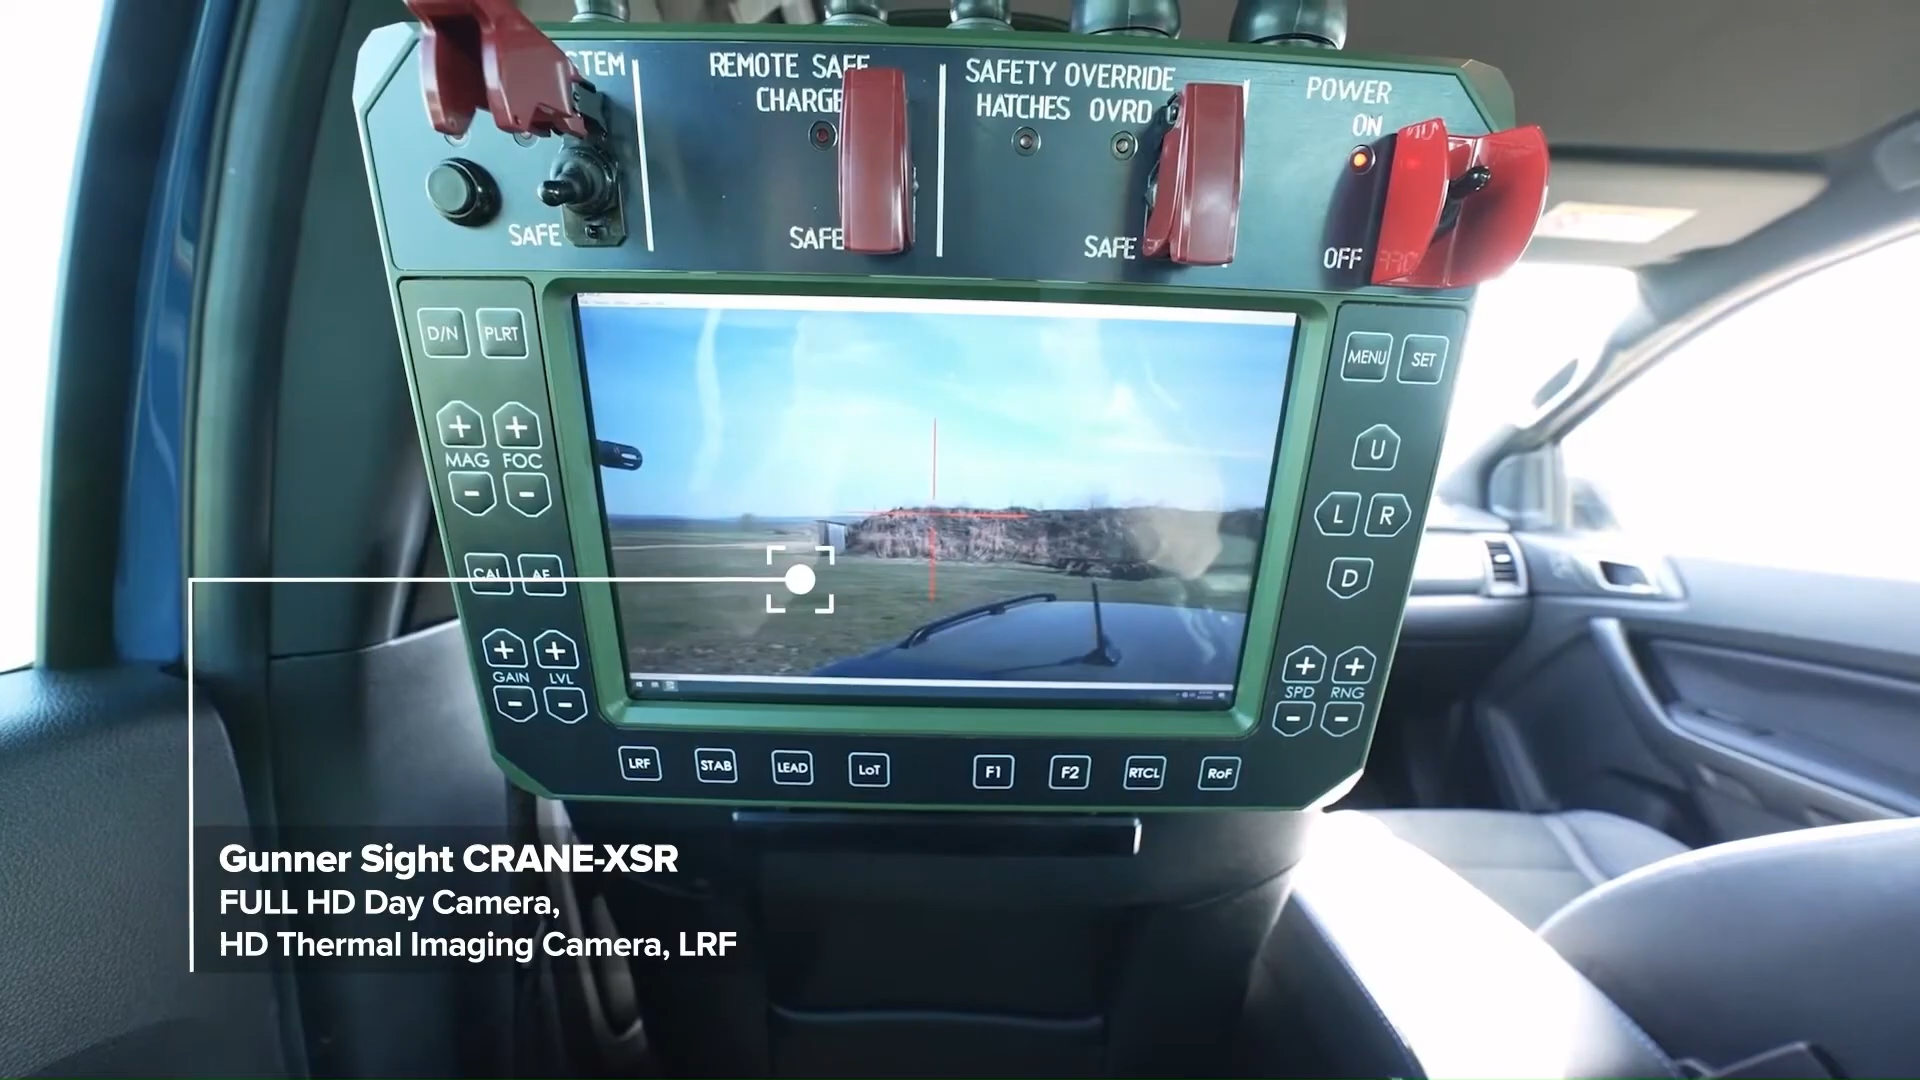 REMOTE SAFE
CHARGE
SAFETY OVERRIDE
HATCHES OVRD
POWER
ON
SAFE
SAFE
SAFE
OFF
D/N PLRT
MENU SET
MAG FOC
U
L R
D
CAL AF
GAIN LVL
SPD RNG
LRF STAB LEAD LoT F1 F2 RTCL RoF
Gunner Sight CRANE-XSR
FULL HD Day Camera,
HD Thermal Imaging Camera, LRF